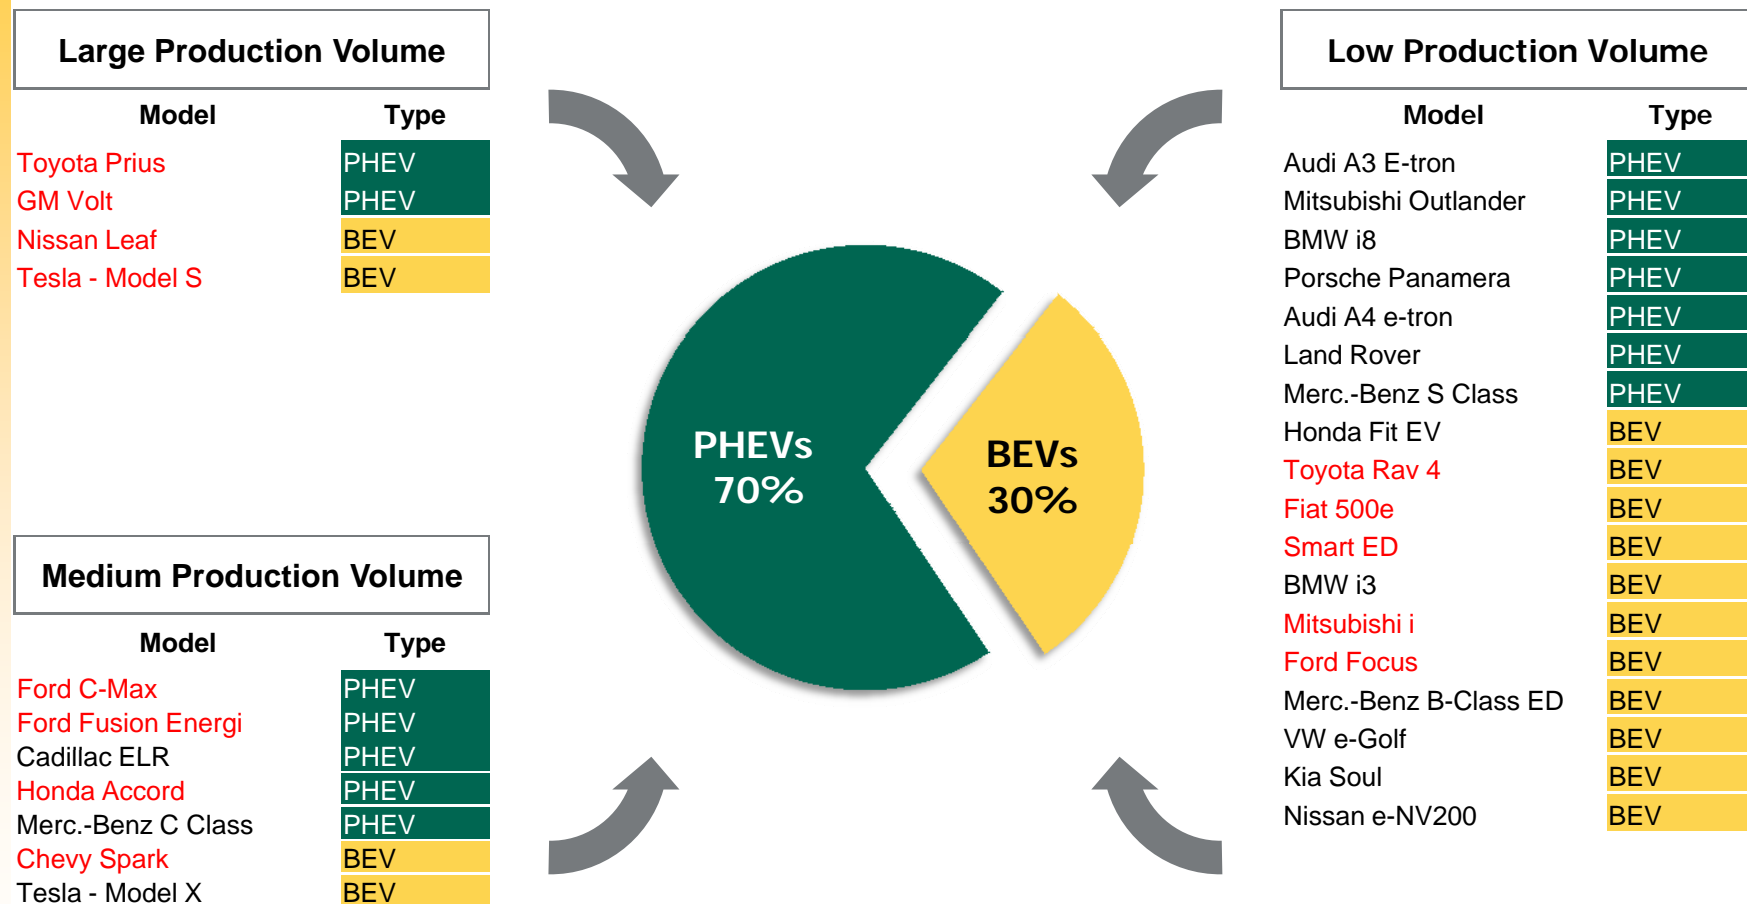 Large Production Volume
Model Type
Toyota Prius PHEV
GM Volt PHEV
Nissan Leaf BEV
Tesla - Model S BEV
Medium Production Volume
Model Type
Ford C-Max PHEV
Ford Fusion Energi PHEV
Cadillac ELR PHEV
Honda Accord PHEV
Merc.-Benz C Class PHEV
Chevy Spark BEV
Tesla - Model X BEV
PHEVs
70%
BEVs
30%
Low Production Volume
Model Type
Audi A3 E-tron PHEV
Mitsubishi Outlander PHEV
BMW i8 PHEV
Porsche Panamera PHEV
Audi A4 e-tron PHEV
Land Rover PHEV
Merc.-Benz S Class PHEV
Honda Fit EV BEV
Toyota Rav 4 BEV
Fiat 500e BEV
Smart ED BEV
BMW i3 BEV
Mitsubishi i BEV
Ford Focus BEV
Merc.-Benz B-Class ED BEV
VW e-Golf BEV
Kia Soul BEV
Nissan e-NV200 BEV